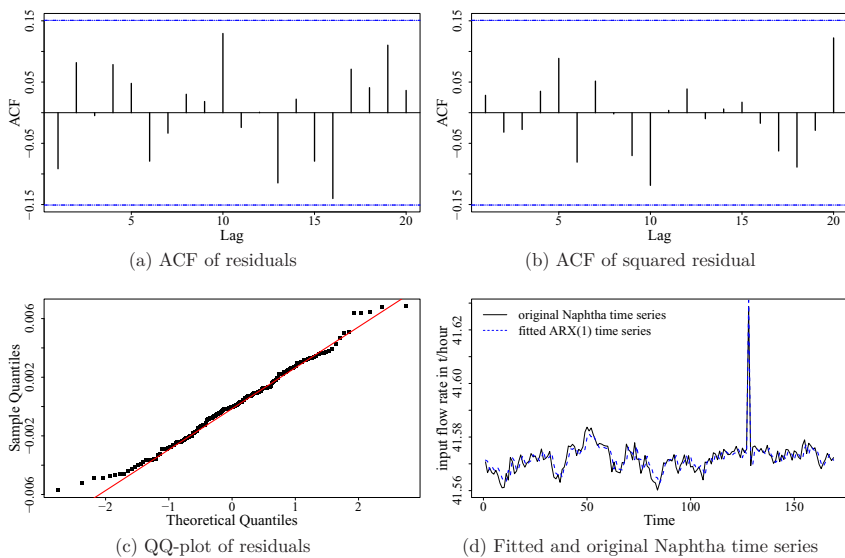 0.15
0.05
−0.05
−0.15
ACF
5
10
15
20
Lag
(a) ACF of residuals
0.15
0.05
−0.05
−0.15
ACF
5
10
15
20
Lag
(b) ACF of squared residual
0.006
0.002
−0.002
−0.006
Sample Quantiles
−2
−1
0
1
2
Theoretical Quantiles
(c) QQ-plot of residuals
original Naphtha time series
fitted ARX(1) time series
41.62
41.60
41.58
41.56
input flow rate in t/hour
0
50
100
150
Time
(d) Fitted and original Naphtha time series